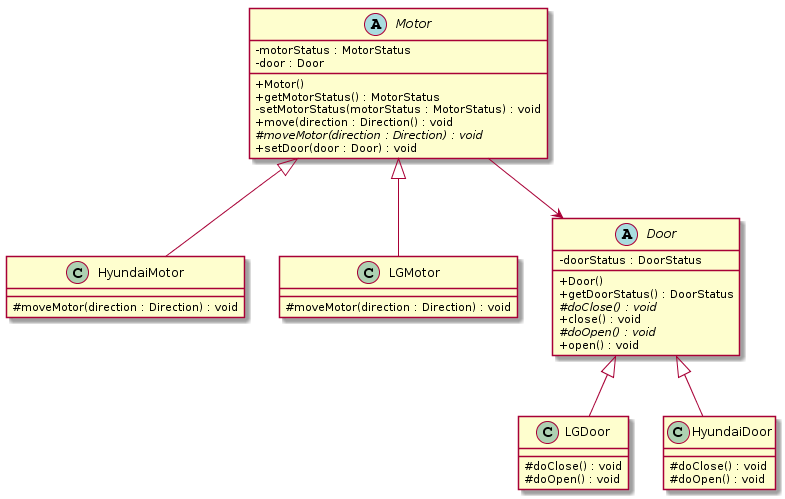 A Motor
-motorStatus : MotorStatus
-door : Door
+Motor()
+getMotorStatus() : MotorStatus
-setMotorStatus(motorStatus : MotorStatus) : void
+move(direction : Direction() : void
#moveMotor(direction : Direction) : void
+setDoor(door : Door) : void
C HyundaiMotor
#moveMotor(direction : Direction) : void
C LGMotor
#moveMotor(direction : Direction) : void
A Door
-doorStatus : DoorStatus
+Door()
+getDoorStatus() : DoorStatus
#doClose() : void
+close() : void
#doOpen() : void
+open() : void
C LGDoor
#doClose() : void
#doOpen() : void
C HyundaiDoor
#doClose() : void
#doOpen() : void